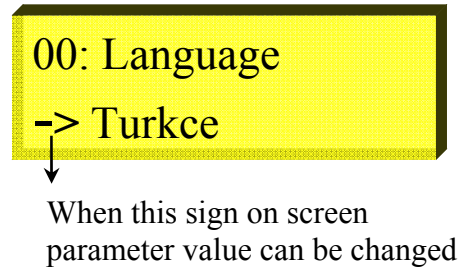 00: Language
-> Turkce
When this sign on screen
parameter value can be changed